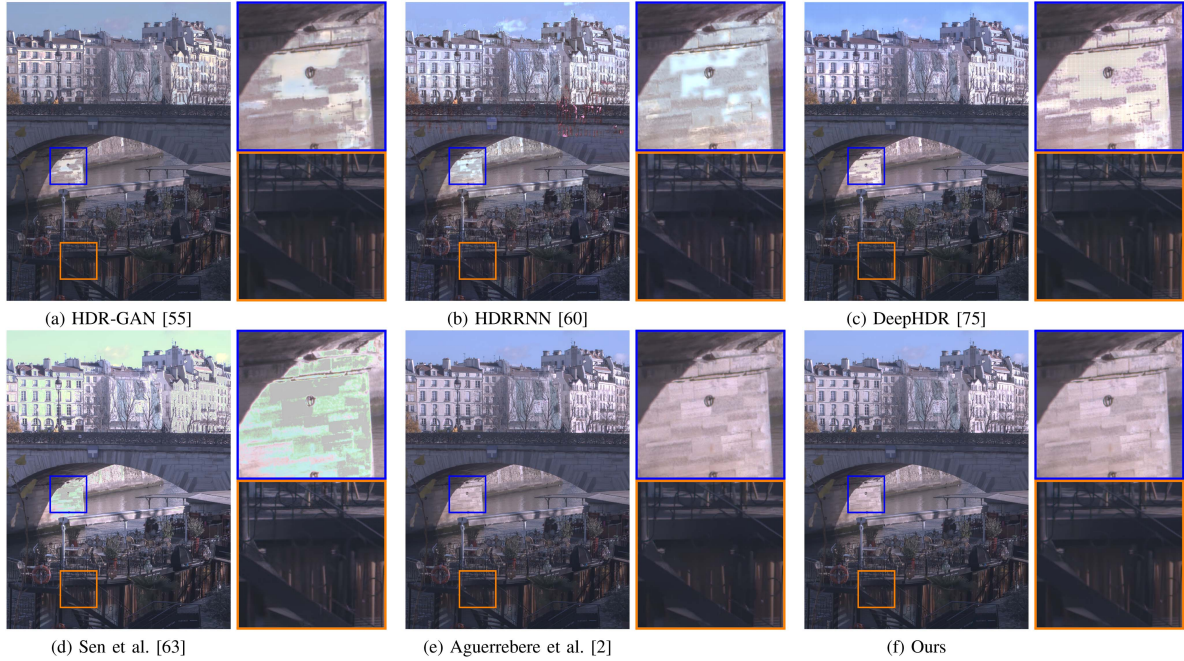 (a) HDR-GAN [55]
(b) HDRRNN [60]
(c) DeepHDR [75]
(d) Sen et al. [63]
(e) Aguerrebere et al. [2]
(f) Ours